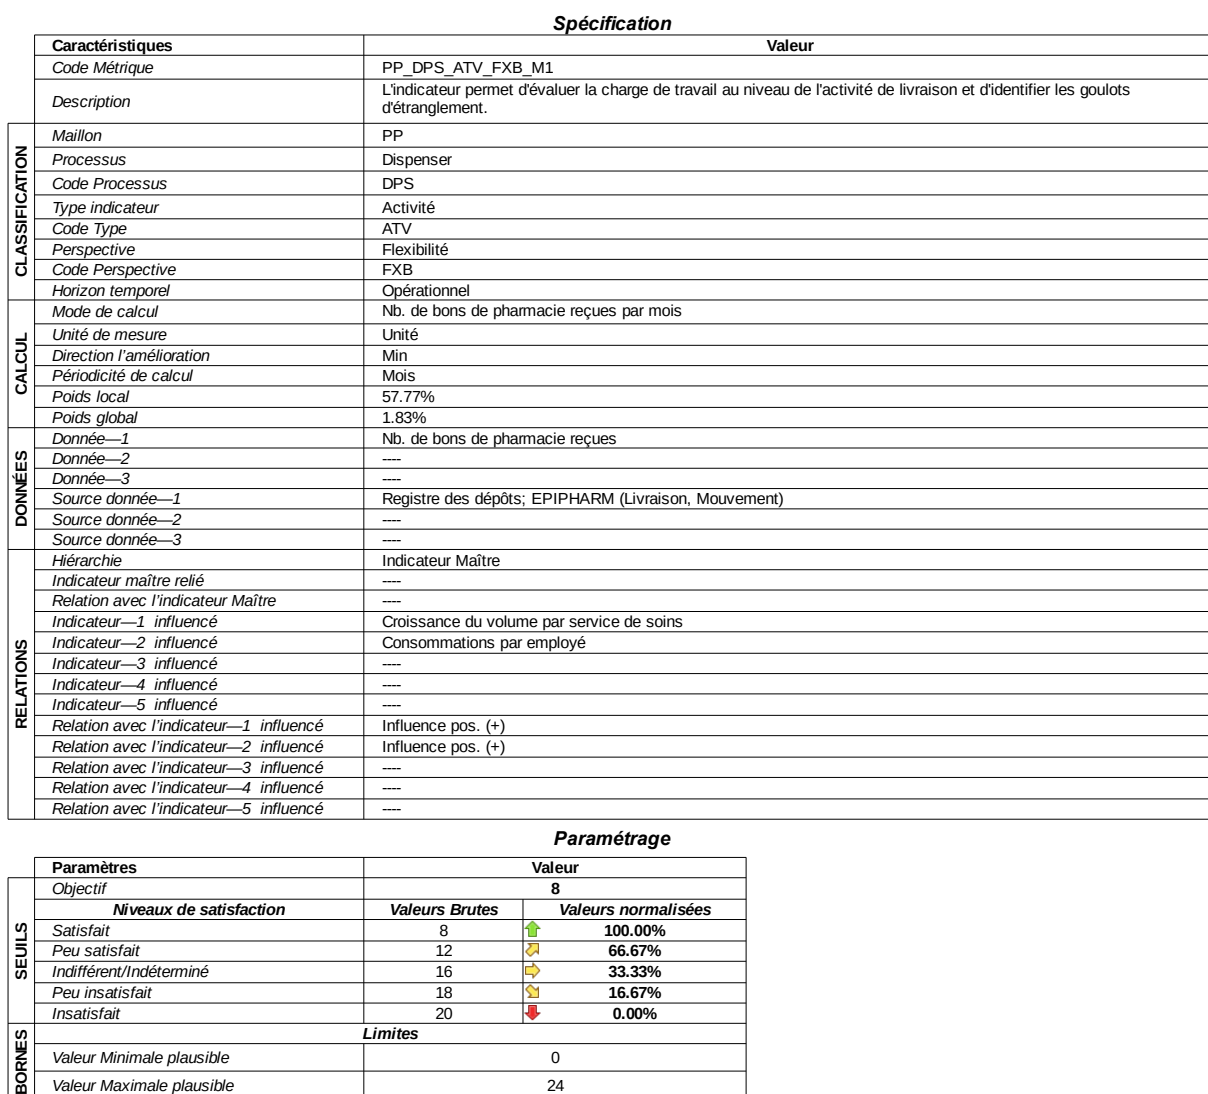 Spécification
Caractéristiques Valeur
Code Métrique PP_DPS_ATV_FXB_M1
Description L'indicateur permet d'évaluer la charge de travail au niveau de l'activité de livraison et d'identifier les goulots
d'étranglement.
CLASSIFICATION
Maillon PP
Processus Dispenser
Code Processus DPS
Type indicateur Activité
Code Type ATV
Perspective Flexibilité
Code Perspective FXB
Horizon temporel Opérationnel
CALCUL
Mode de calcul Nb. de bons de pharmacie reçues par mois
Unité de mesure Unité
Direction l’amélioration Min
Périodicité de calcul Mois
Poids local 57.77%
Poids global 1.83%
DONNÉES
Donnée—1 Nb. de bons de pharmacie reçues
Donnée—2 ----
Donnée—3 ----
Source donnée—1 Registre des dépôts; EPIPHARM (Livraison, Mouvement)
Source donnée—2 ----
Source donnée—3 ----
RELATIONS
Hiérarchie Indicateur Maître
Indicateur maître relié ----
Relation avec l’indicateur Maître ----
Indicateur—1 influencé Croissance du volume par service de soins
Indicateur—2 influencé Consommations par employé
Indicateur—3 influencé ----
Indicateur—4 influencé ----
Indicateur—5 influencé ----
Relation avec l’indicateur—1 influencé Influence pos. (+)
Relation avec l’indicateur—2 influencé Influence pos. (+)
Relation avec l’indicateur—3 influencé ----
Relation avec l’indicateur—4 influencé ----
Relation avec l’indicateur—5 influencé ----
Paramétrage
Paramètres Valeur
SEUILS
Objectif 8
Niveaux de satisfaction Valeurs Brutes Valeurs normalisées
Satisfait 8 100.00%
Peu satisfait 12 66.67%
Indifférent/Indéterminé 16 33.33%
Peu insatisfait 18 16.67%
Insatisfait 20 0.00%
BORNES
Limites
Valeur Minimale plausible 0
Valeur Maximale plausible 24